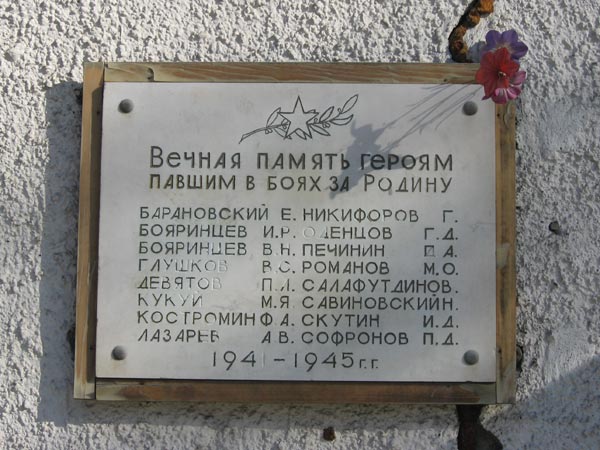 Вечная память героям
павшим в боях за Родину
Барановский Е. Никифоров Г.
Бояринцев И.Р. Оденцов Г.Д.
Бояринцев В.Н. Печинин П.А.
Глушков В.С. Романов М.О.
Девятов П.И. Салафутдинов.
Кукуй М.Я. Савиновский Н.
Костромин Ф.А. Скутин И.Д.
Лазарев А.В. Софронов П.Д.
1941-1945 г.г.